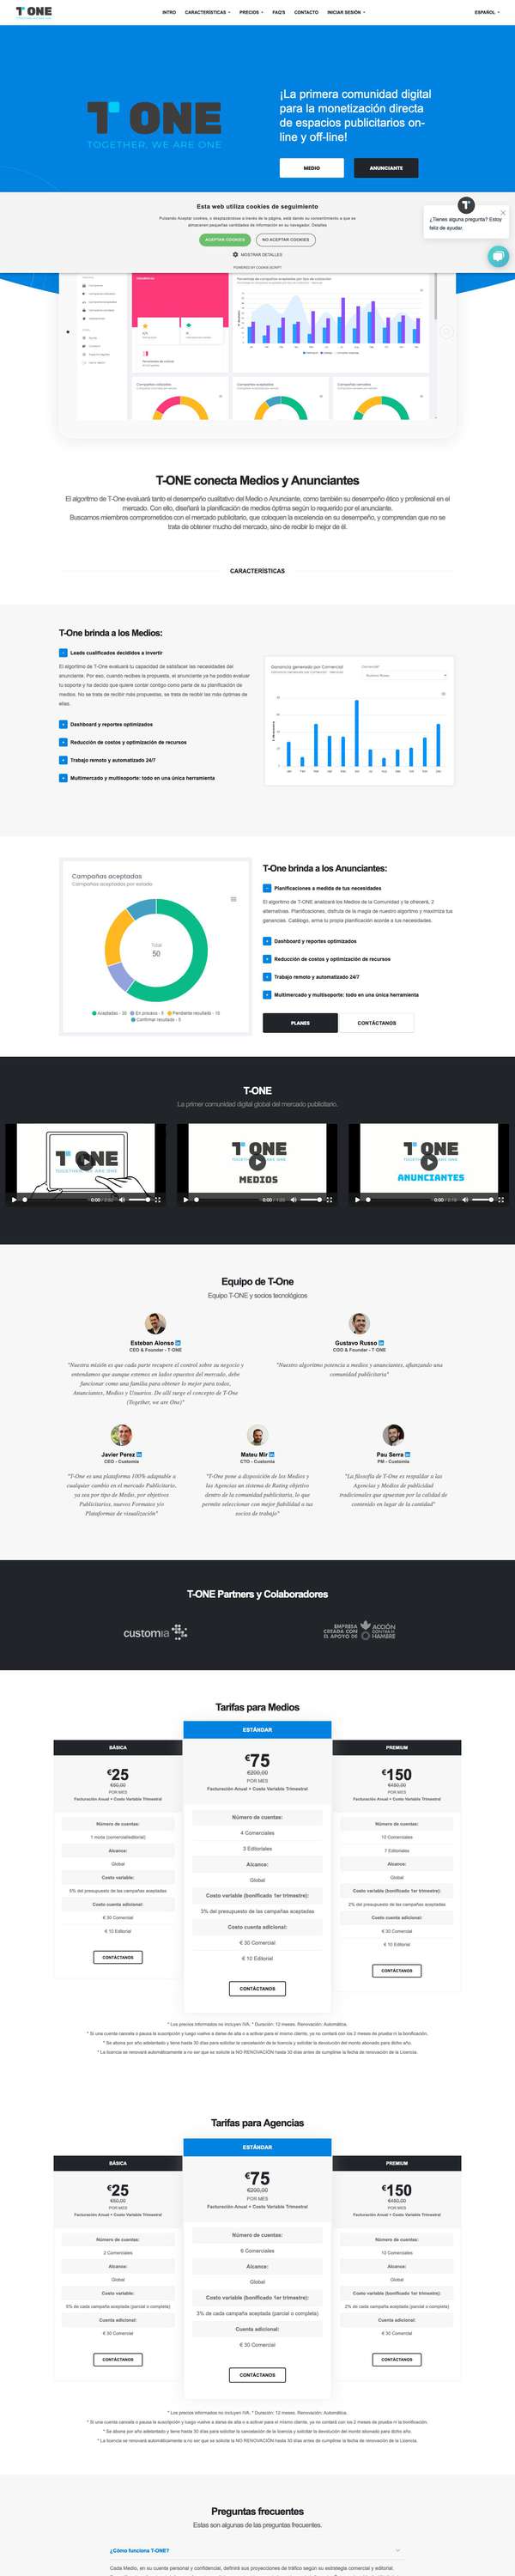 T ONE
INTRO CARACTERÍSTICAS PRECIOS FAQ'S CONTACTO INICIAR SESIÓN ESPAÑOL
T ONE
TOGETHER, WE ARE ONE
¡La primera comunidad digital
para la monetización directa
de espacios publicitarios on-
line y off-line!
MEDIO ANUNCIANTE
Esta web utiliza cookies de seguimiento
Pulsando Aceptar cookies, o desplazándose a través de la página, está dando su consentimiento a que se
almacenen pequeñas cantidades de información en su navegador. Detalles
ACEPTAR COOKIES NO ACEPTAR COOKIES
MOSTRAR DETALLES
POWERED BY COOKIE-SCRIPT
¿Tienes alguna pregunta? Estoy
feliz de ayudar.
T-ONE conecta Medios y Anunciantes
El algoritmo de T-One evaluará tanto el desempeño cualitativo del Medio o Anunciante, como también su desempeño ético y profesional en el
mercado. Con ello, diseñará la planificación de medios óptima según lo requerido por el anunciante.
Buscamos miembros comprometidos con el mercado publicitario, que coloquen la excelencia en su desempeño, y comprendan que no se
trata de obtener mucho del mercado, sino de recibir lo mejor de él.
CARACTERÍSTICAS
T-One brinda a los Medios:
Leads cualificados decididos a invertir
El algoritmo de T-One evaluará tu capacidad de satisfacer las necesidades del
anunciante. Por eso, cuando recibes la propuesta, el anunciante ya ha podido evaluar
tu soporte y ha decido que quiere contar contigo como parte de su planificación de
medios. No se trata de recibir más propuestas, se trata de recibir las más óptimas de
ellas.
Dashboard y reportes optimizados
Reducción de costos y optimización de recursos
Trabajo remoto y automatizado 24/7
Multimercado y multisoporte: todo en una única herramienta
Ganancia generada por Comercial
Campañas aceptadas
Campañas aceptadas por estado
Total
50
Aceptadas - 30 En proceso - 5 Pendiente resultado - 10
Confirmar resultado - 5
T-One brinda a los Anunciantes:
Planificaciones a medida de tus necesidades
El algoritmo de T-ONE analizará los Medios de la Comunidad y te ofrecerá, 2
alternativas. Planificaciones, disfruta de la magia de nuestro algoritmo y maximiza tus
ganancias. Catálogo, arma tu propia planificación acorde a tus necesidades.
Dashboard y reportes optimizados
Reducción de costos y optimización de recursos
Trabajo remoto y automatizado 24/7
Multimercado y multisoporte: todo en una única herramienta
PLANES CONTÁCTANOS
T-ONE
La primer comunidad digital global del mercado publicitario.
T ONE
T ONE
MEDIOS
T ONE
ANUNCIANTES
Equipo de T-One
Equipo T-ONE y socios tecnológicos
Esteban Alonso
CEO & Founder - T-ONE
"Nuestra misión es que cada parte recupere el control sobre su negocio y
entendamos que aunque estemos en lados opuestos del mercado, debe
funcionar como una familia para obtener lo mejor para todos,
Anunciantes, Medios y Usuarios. De allí surge el concepto de T-One
(Together, we are One)"
Gustavo Russo
COO & Founder - T-ONE
"Nuestro algoritmo potencia a medios y anunciantes, afianzando una
comunidad publicitaria"
Javier Perez
CEO - Customia
"T-One es una plataforma 100% adaptable a
cualquier cambio en el mercado Publicitario,
ya sea por tipo de Medio, por objetivos
Publicitarios, nuevos Formatos y/o
Plataformas de visualización"
Mateu Mir
CTO - Customia
"T-One pone a disposición de los Medios y
las Agencias un sistema de Rating objetivo
dentro de la comunidad publicitaria, lo que
permite seleccionar con mejor fiabilidad a tus
socios de trabajo"
Pau Serra
PM - Customia
"La filosofía de T-One es respaldar a las
Agencias y Medios de publicidad
tradicionales que apuestan por la calidad de
contenido en lugar de la cantidad"
T-ONE Partners y Colaboradores
customia
EMPRESA
CREADA CON
EL APOYO DE
ACCIÓN
CONTRA EL
HAMBRE
Tarifas para Medios
BÁSICA
€25
€50,00
POR MES
Facturación Anual + Costo Variable Trimestral
Número de cuentas:
1 mixta (comercial/editorial)
Alcance:
Global
Costo variable:
5% del presupuesto de las campañas aceptadas
Costo cuenta adicional:
€ 30 Comercial
€ 10 Editorial
CONTÁCTANOS
ESTÁNDAR
€75
€200,00
POR MES
Facturación Anual + Costo Variable Trimestral
Número de cuentas:
4 Comerciales
3 Editoriales
Alcance:
Global
Costo variable (bonificado 1er trimestre):
3% del presupuesto de las campañas aceptadas
Costo cuenta adicional:
€ 30 Comercial
€ 10 Editorial
CONTÁCTANOS
PREMIUM
€150
€450,00
POR MES
Facturación Anual + Costo Variable Trimestral
Número de cuentas:
10 Comerciales
7 Editoriales
Alcance:
Global
Costo variable (bonificado 1er trimestre):
2% del presupuesto de las campañas aceptadas
Costo cuenta adicional:
€ 30 Comercial
€ 10 Editorial
CONTÁCTANOS
* Los precios informados no incluyen IVA. * Duración: 12 meses. Renovación: Automática.
* Si una cuenta cancela o pausa la suscripción y luego vuelve a darse de alta o a activar para el mismo cliente, ya no contará con los 2 meses de prueba ni la bonificación.
* Se abona por año adelantado y tiene hasta 30 días para solicitar la cancelación de la licencia y solicitar la devolución del monto abonado para dicho año.
* La licencia se renovará automáticamente a no ser que se solicite la NO RENOVACIÓN hasta 30 días antes de cumplirse la fecha de renovación de la Licencia.
Tarifas para Agencias
BÁSICA
€25
€50,00
POR MES
Facturación Anual + Costo Variable Trimestral
Número de cuentas:
2 Comerciales
Alcance:
Global
Costo variable:
5% de cada campaña aceptada (parcial o completa)
Cuenta adicional:
€ 30 Comercial
CONTÁCTANOS
ESTÁNDAR
€75
€200,00
POR MES
Facturación Anual + Costo Variable Trimestral
Número de cuentas:
6 Comerciales
Alcance:
Global
Costo variable (bonificado 1er trimestre):
3% de cada campaña aceptada (parcial o completa)
Cuenta adicional:
€ 30 Comercial
CONTÁCTANOS
PREMIUM
€150
€450,00
POR MES
Facturación Anual + Costo Variable Trimestral
Número de cuentas:
10 Comerciales
Alcance:
Global
Costo variable (bonificado 1er trimestre):
2% de cada campaña aceptada (parcial o completa)
Cuenta adicional:
€ 30 Comercial
CONTÁCTANOS
* Los precios informados no incluyen IVA. * Duración: 12 meses. Renovación: Automática.
* Si una cuenta cancela o pausa la suscripción y luego vuelve a darse de alta o a activar para el mismo cliente, ya no contará con los 2 meses de prueba ni la bonificación.
* Se abona por año adelantado y tiene hasta 30 días para solicitar la cancelación de la licencia y solicitar la devolución del monto abonado para dicho año.
* La licencia se renovará automáticamente a no ser que se solicite la NO RENOVACIÓN hasta 30 días antes de cumplirse la fecha de renovación de la Licencia.
Preguntas frecuentes
Estas son algunas de las preguntas frecuentes.
¿Cómo funciona T-ONE?
Cada Medio, en su cuenta personal y confidencial, definirá sus proyecciones de tráfico según su estrategia comercial y editorial.